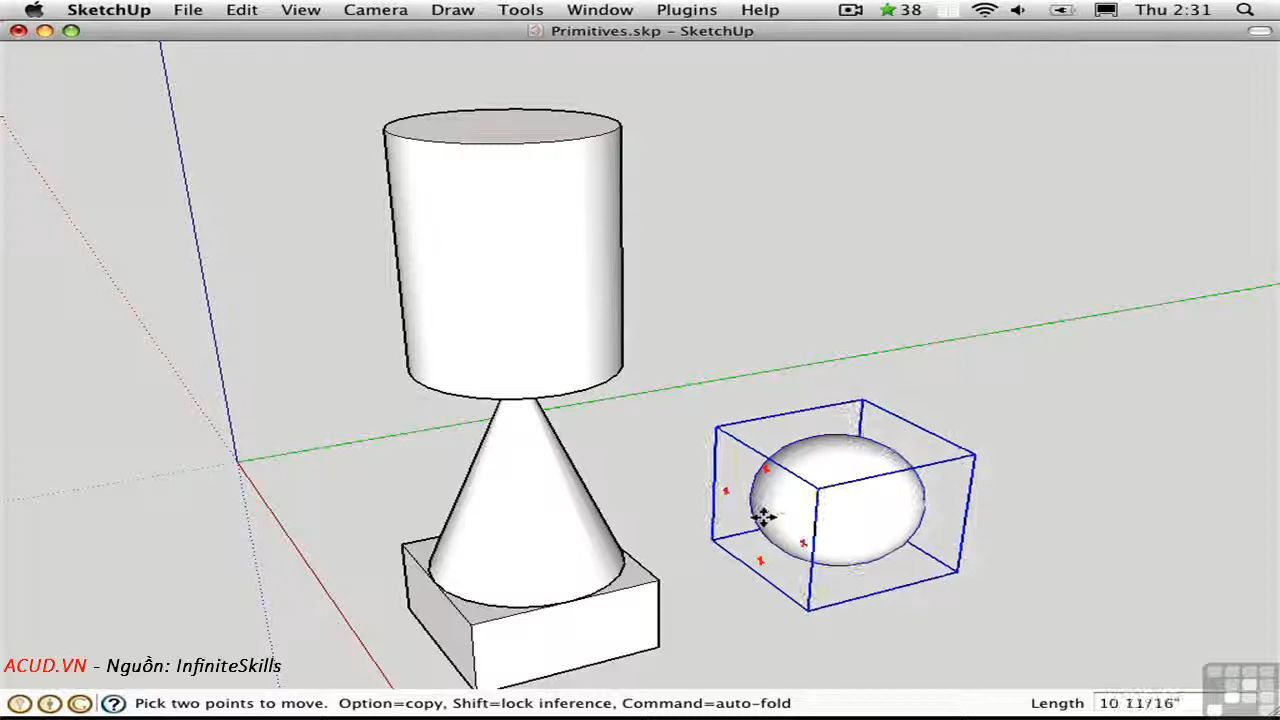 SketchUp File Edit View Camera Draw Tools Window Plugins Help 38 Thu 2:31
Primitives.skp – SketchUp
ACUD.VN - Nguồn: InfiniteSkills
Pick two points to move. Option=copy, Shift=lock inference, Command=auto-fold Length 10 11/16"